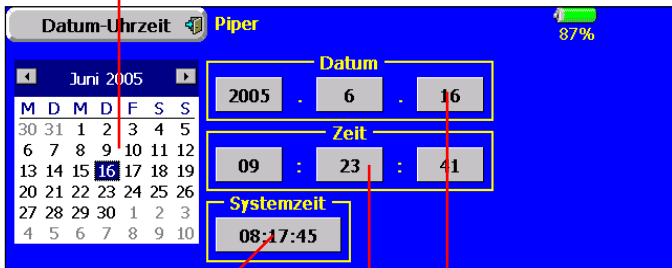 Datum-Uhrzeit Piper 87%
Juni 2005
M D M D F S S
30 31 1 2 3 4 5
6 7 8 9 10 11 12
13 14 15 16 17 18 19
20 21 22 23 24 25 26
27 28 29 30 1 2 3
4 5 6 7 8 9 10
Datum
2005 . 6 . 16
Zeit
09 : 23 : 41
Systemzeit
08:17:45